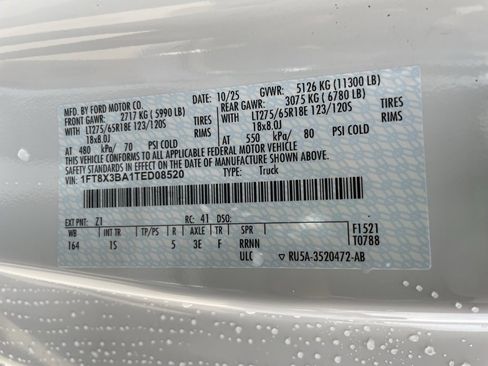 MFD. BY FORD MOTOR CO.
10/25 GVWR: 5126 KG (11300 LB)
FRONT GAWR: 2717 KG (5990 LB) REAR GAWR: 3075 KG (6780 LB)
WITH LT275/65R18E 123/120S TIRES WITH LT275/65R18E 123/120S TIRES
18x8.0J RIMS 18x8.0J RIMS
AT 480 kPa/ 70 PSI COLD AT 550 kPa/ 80 PSI COLD
THIS VEHICLE CONFORMS TO ALL APPLICABLE FEDERAL MOTOR VEHICLE
SAFETY STANDARDS IN EFFECT ON THE DATE OF MANUFACTURE SHOWN ABOVE.
VIN: 1FT8X3BA1TED08520 TYPE: Truck
EXT PNT: Z1 RC: 41 DSO: F1521
WB INT TR TP/PS R AXLE TR SPR T0788
164 1S 5 3E F RRNN
ULC RU5A-3520472-AB